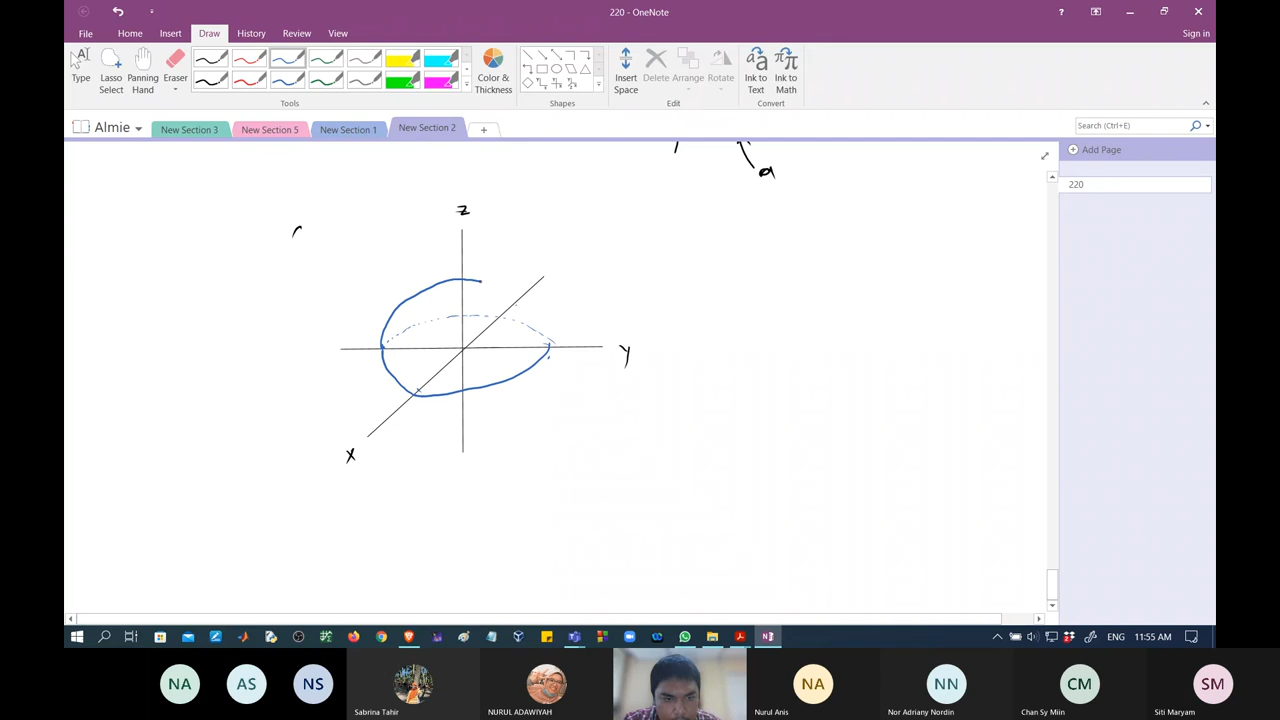 220 - OneNote
? Sign in
File Home Insert Draw History View
Type
Lasso Select
Panning Hand
Eraser
Color & Thickness
Insert Space
Delete
Arrange
Rotate
Ink to Text
Ink to Math
Tools
Shapes
Edit
Convert
Almie
New Section 3
New Section 5
New Section 1
New Section 2
+
Search (Ctrl+E)
Add Page
220
a
z
y
x
ENG 11:55 AM
NA
AS
NS
Sabrina Tahir
NURUL ADAWIYAH
NA
Nurul Anis
NN
Nor Adriany Nordin
CM
Chan Sy Miin
SM
Siti Maryam